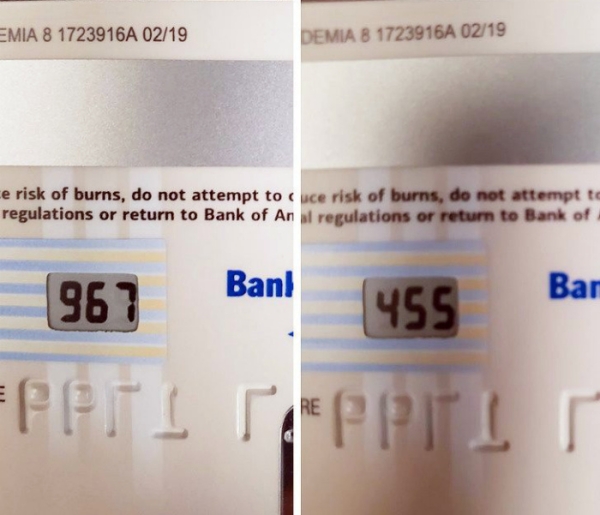 EMIA 8 1723916A 02/19
e risk of burns, do not attempt to
regulations or return to Bank of An
967
Bank
E
DEMIA 8 1723916A 02/19
uce risk of burns, do not attempt to
al regulations or return to Bank of
455
Ban
RE